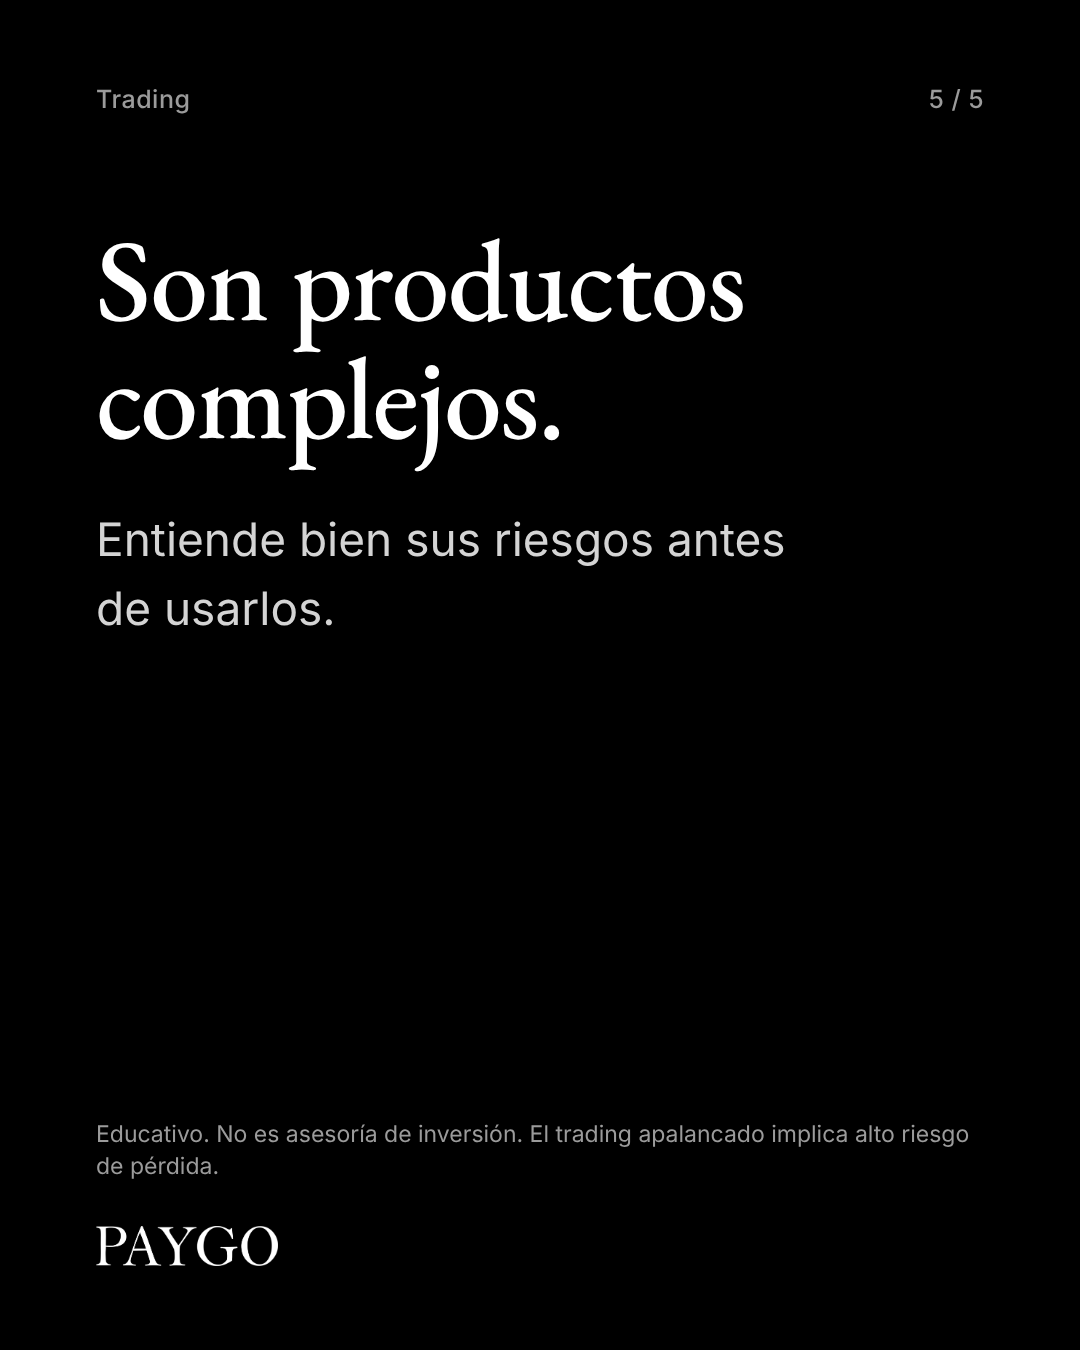 Trading
5 / 5
Son productos
complejos.
Entiende bien sus riesgos antes
de usarlos.
Educativo. No es asesoría de inversión. El trading apalancado implica alto riesgo
de pérdida.
PAYGO